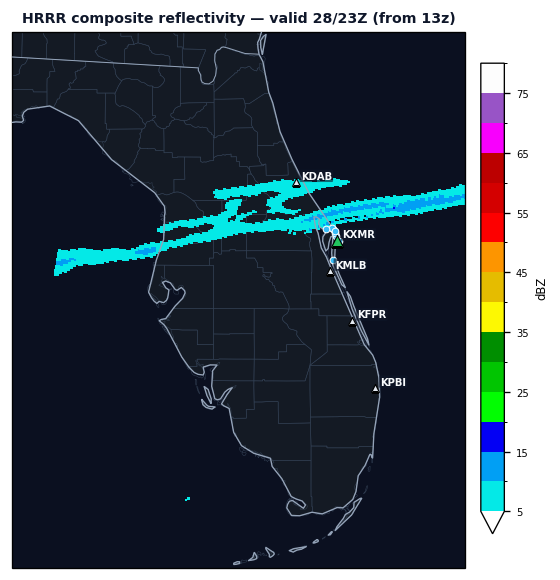 HRRR composite reflectivity — valid 28/23Z (from 13z)
KDAB
KXMR
KMLB
KFPR
KPBI
75
65
55
45
35
25
15
5
dBZ